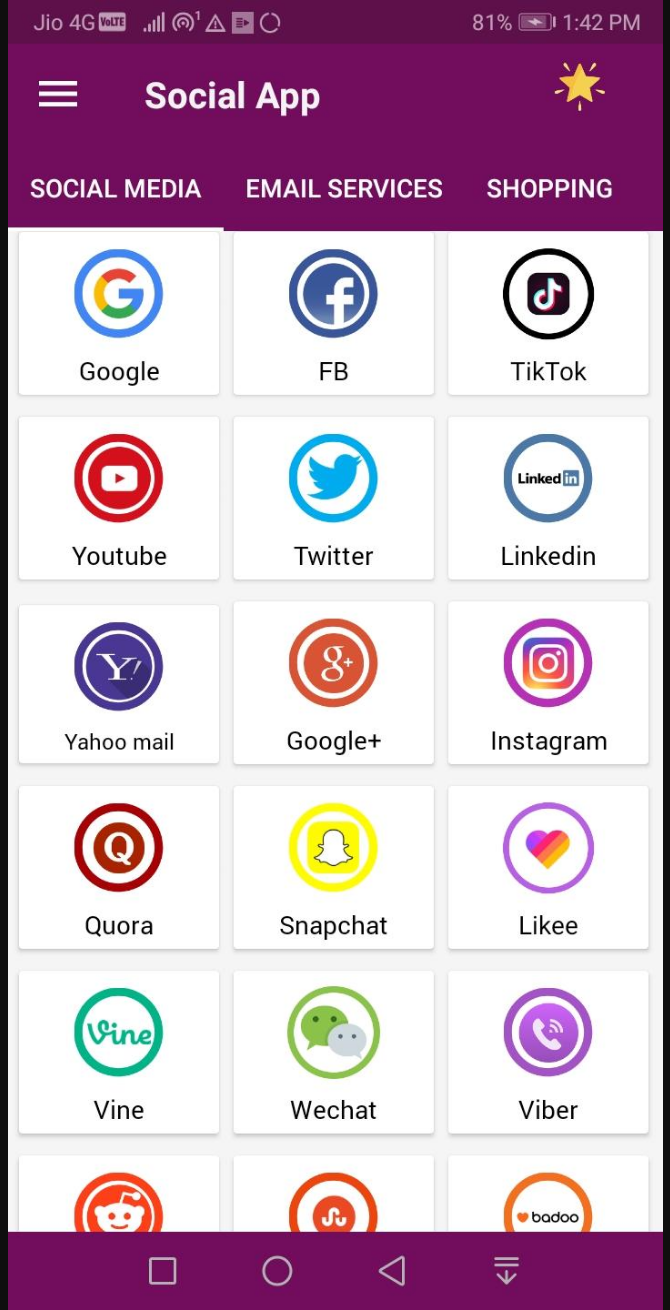 Jio 4G VoLTE 1 81% 1:42 PM
Social App
SOCIAL MEDIA EMAIL SERVICES SHOPPING
Google FB TikTok
Linked in
Youtube Twitter Linkedin
Y! g+
Yahoo mail Google+ Instagram
Q
Quora Snapchat Likee
Vine
Vine Wechat Viber
badoo